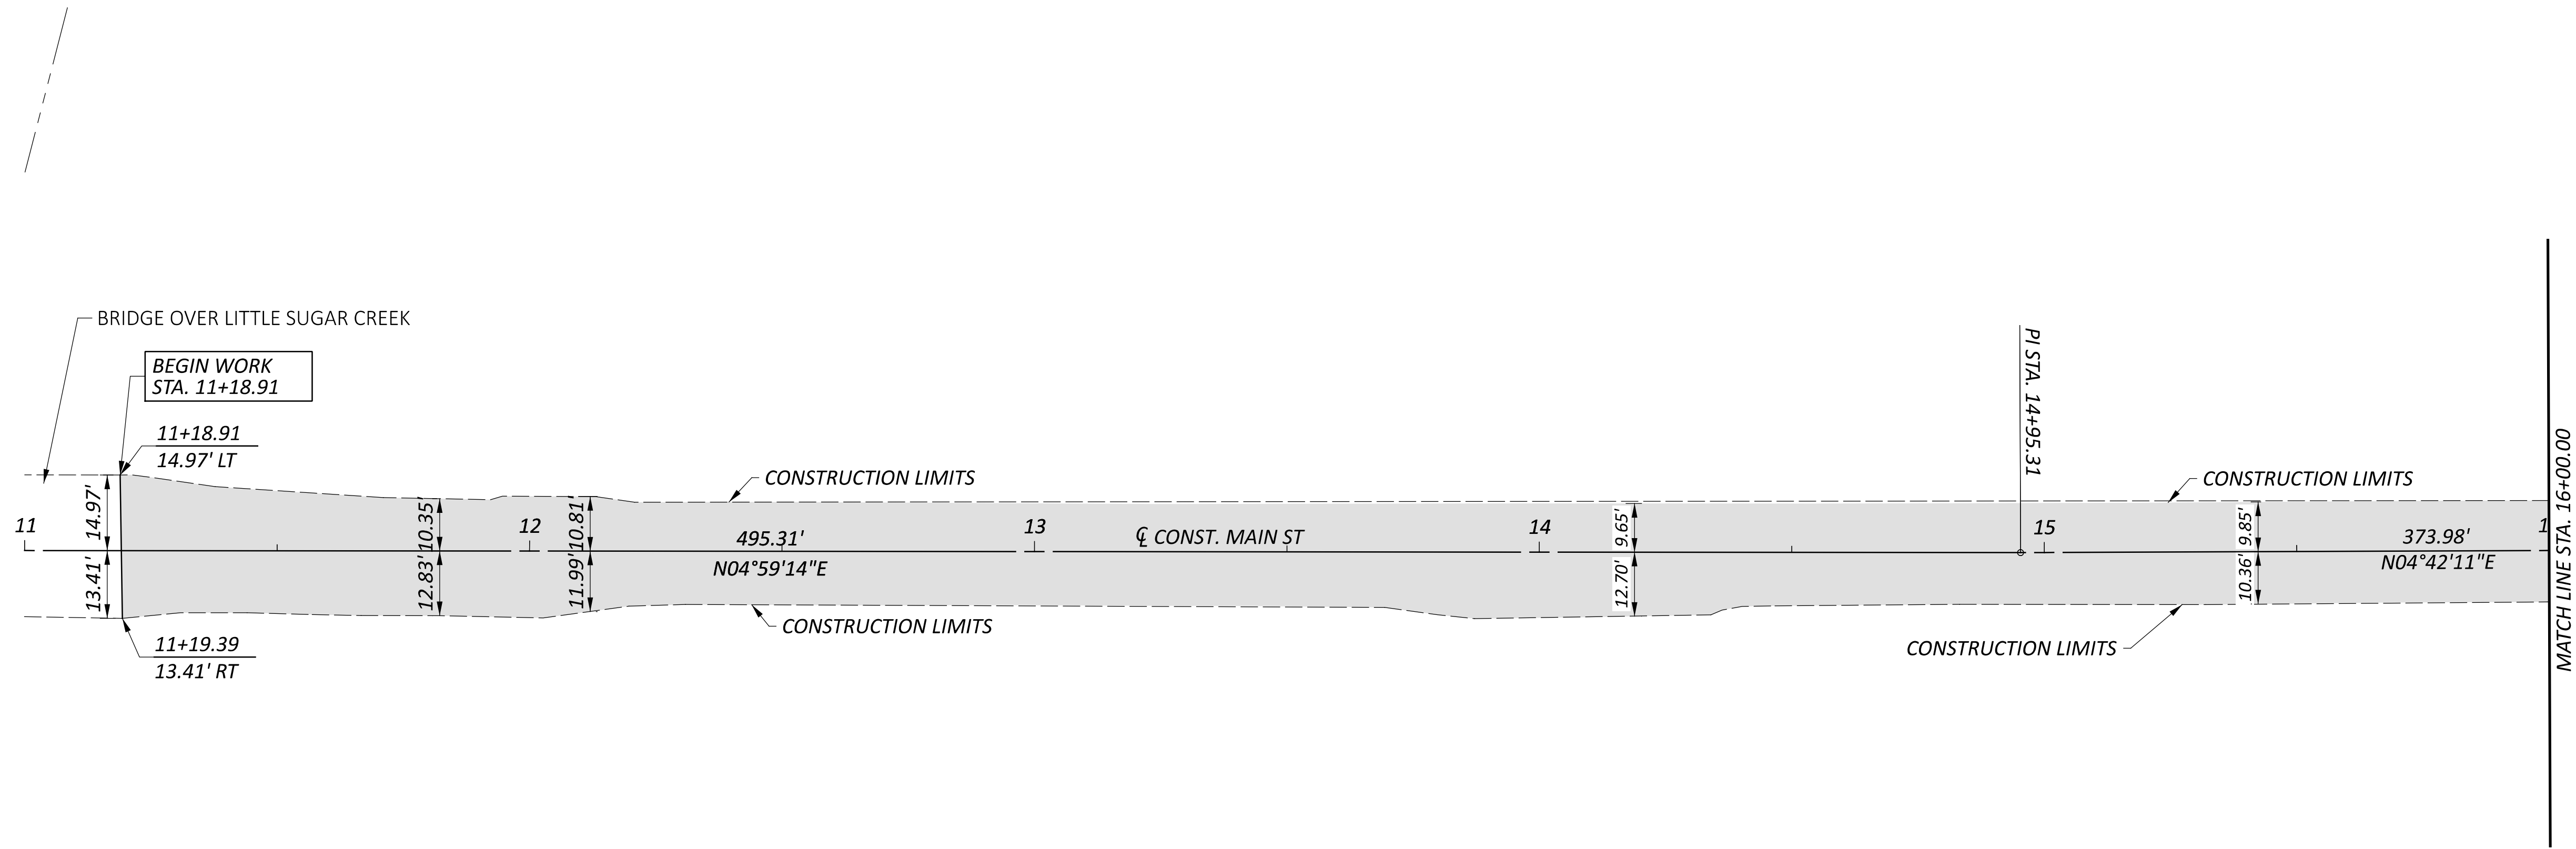 BRIDGE OVER LITTLE SUGAR CREEK
BEGIN WORK
STA. 11+18.91
11+18.91
14.97' LT
14.97'
13.41'
11+19.39
13.41' RT
11
10.35'
12.83'
12
10.81'
11.99'
CONSTRUCTION LIMITS
495.31'
N04°59'14"E
CONSTRUCTION LIMITS
13
℄ CONST. MAIN ST
14
9.65'
12.70'
PI STA. 14+95.31
15
CONSTRUCTION LIMITS
9.85'
10.36'
CONSTRUCTION LIMITS
373.98'
N04°42'11"E
1
MATCH LINE STA. 16+00.00